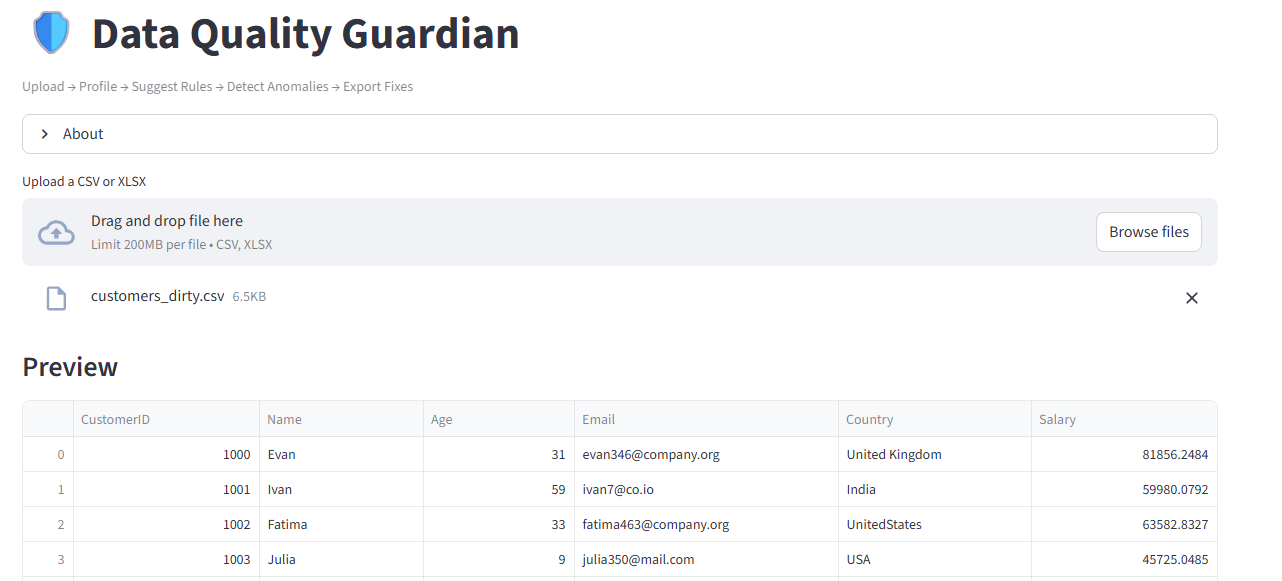 Data Quality Guardian
Upload → Profile → Suggest Rules → Detect Anomalies → Export Fixes
About
Upload a CSV or XLSX
Drag and drop file here
Limit 200MB per file • CSV, XLSX
Browse files
customers_dirty.csv 6.5KB
Preview
CustomerID Name Age Email Country Salary
0 1000 Evan 31 evan346@company.org United Kingdom 81856.2484
1 1001 Ivan 59 ivan7@co.io India 59980.0792
2 1002 Fatima 33 fatima463@company.org UnitedStates 63582.8327
3 1003 Julia 9 julia350@mail.com USA 45725.0485